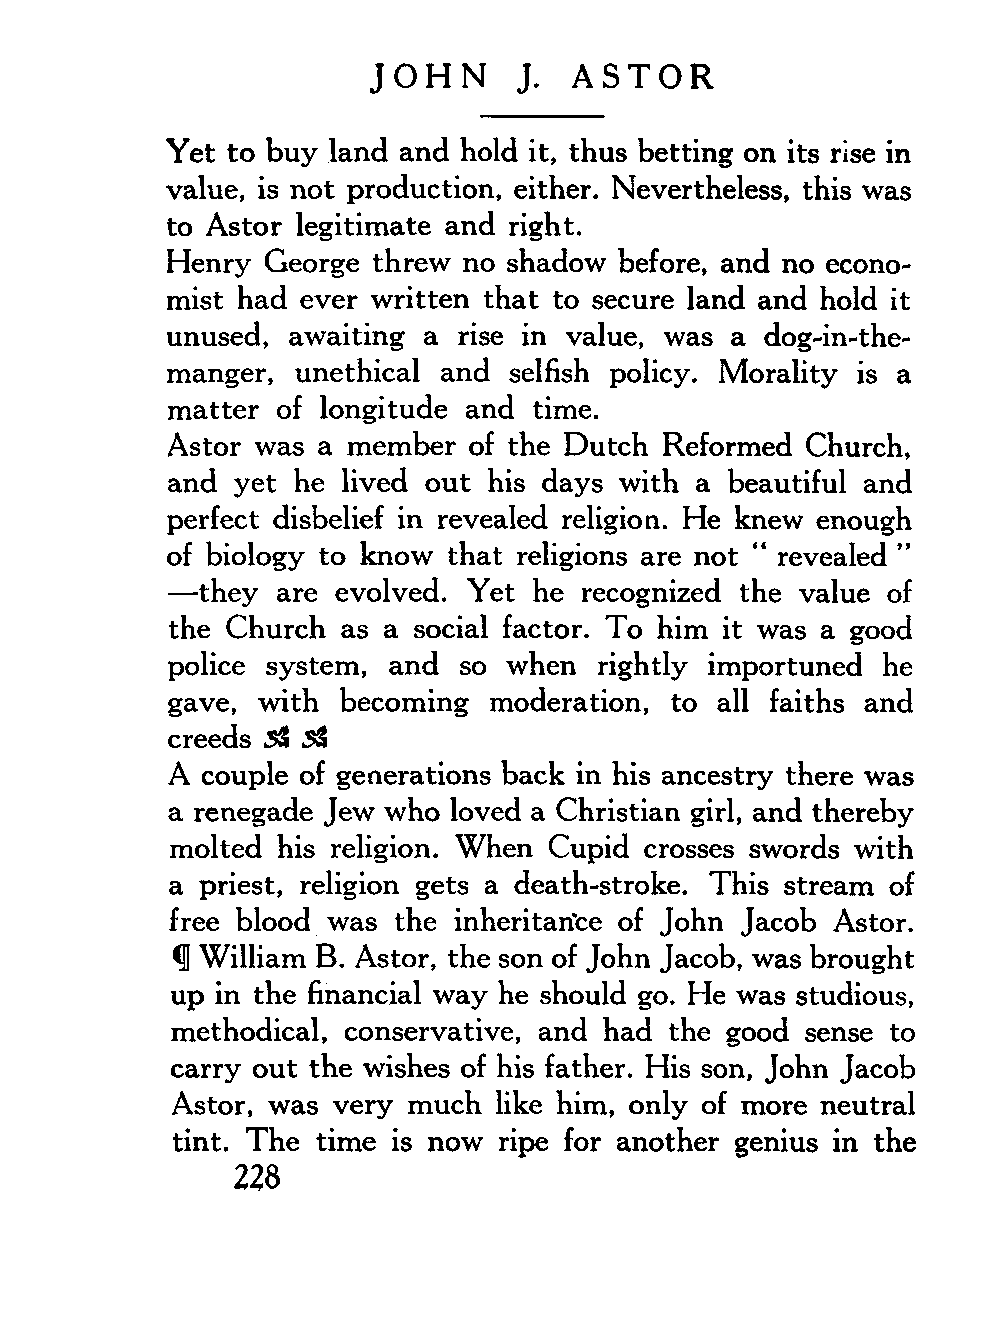 JOHN J. ASTOR
Yet to buy land and hold it, thus betting on its rise in
value, is not production, either. Nevertheless, this was
to Astor legitimate and right.
Henry George threw no shadow before, and no econo-
mist had ever written that to secure land and hold it
unused, awaiting a rise in value, was a dog-in-the-
manger, unethical and selfish policy. Morality is a
matter of longitude and time.
Astor was a member of the Dutch Reformed Church,
and yet he lived out his days with a beautiful and
perfect disbelief in revealed religion. He knew enough
of biology to know that religions are not “ revealed ”
—they are evolved. Yet he recognized the value of
the Church as a social factor. To him it was a good
police system, and so when rightly importuned he
gave, with becoming moderation, to all faiths and
creeds
A couple of generations back in his ancestry there was
a renegade Jew who loved a Christian girl, and thereby
molted his religion. When Cupid crosses swords with
a priest, religion gets a death-stroke. This stream of
free blood was the inheritance of John Jacob Astor.
¶ William B. Astor, the son of John Jacob, was brought
up in the financial way he should go. He was studious,
methodical, conservative, and had the good sense to
carry out the wishes of his father. His son, John Jacob
Astor, was very much like him, only of more neutral
tint. The time is now ripe for another genius in the
228